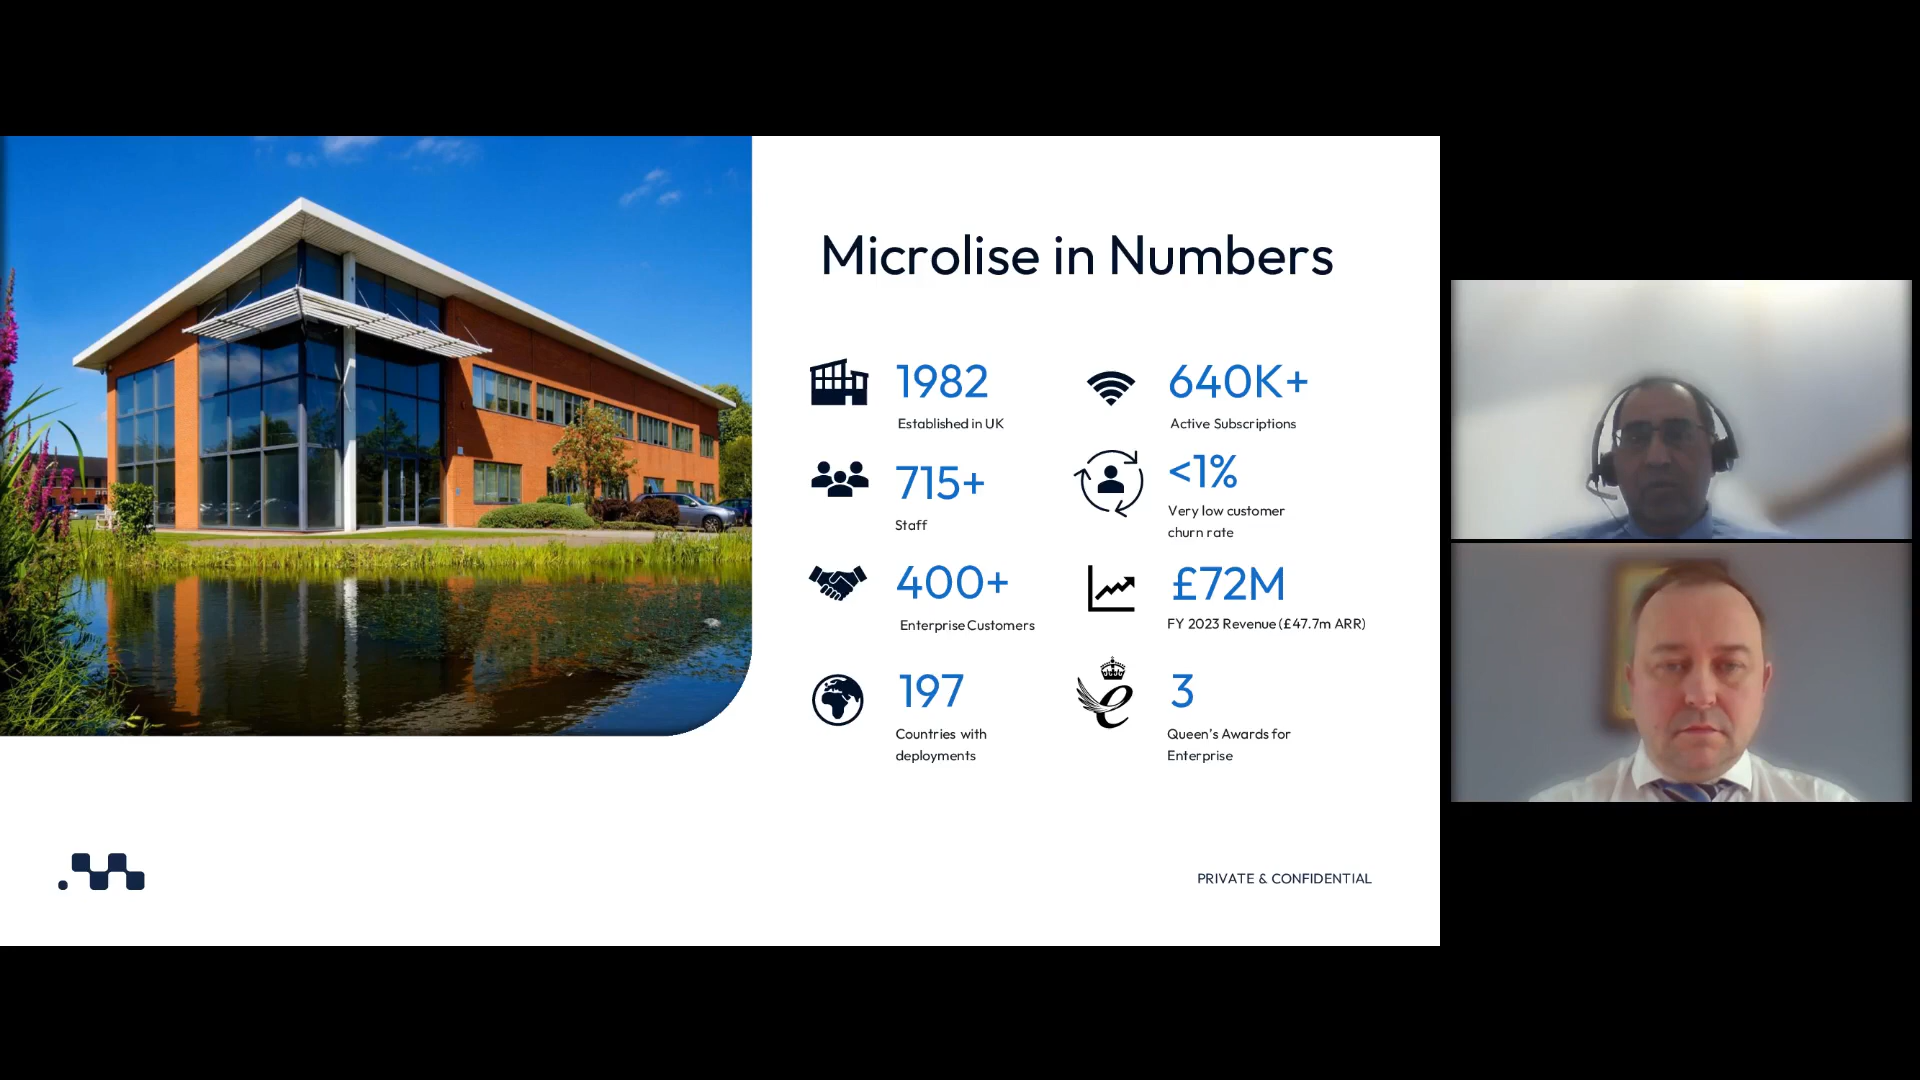 Microlise in Numbers
1982
Established in UK
640K+
Active Subscriptions
715+
Staff
<1%
Very low customer
churn rate
400+
Enterprise Customers
£72M
FY 2023 Revenue (£47.7m ARR)
197
Countries with
deployments
3
Queen's Awards for
Enterprise
PRIVATE & CONFIDENTIAL